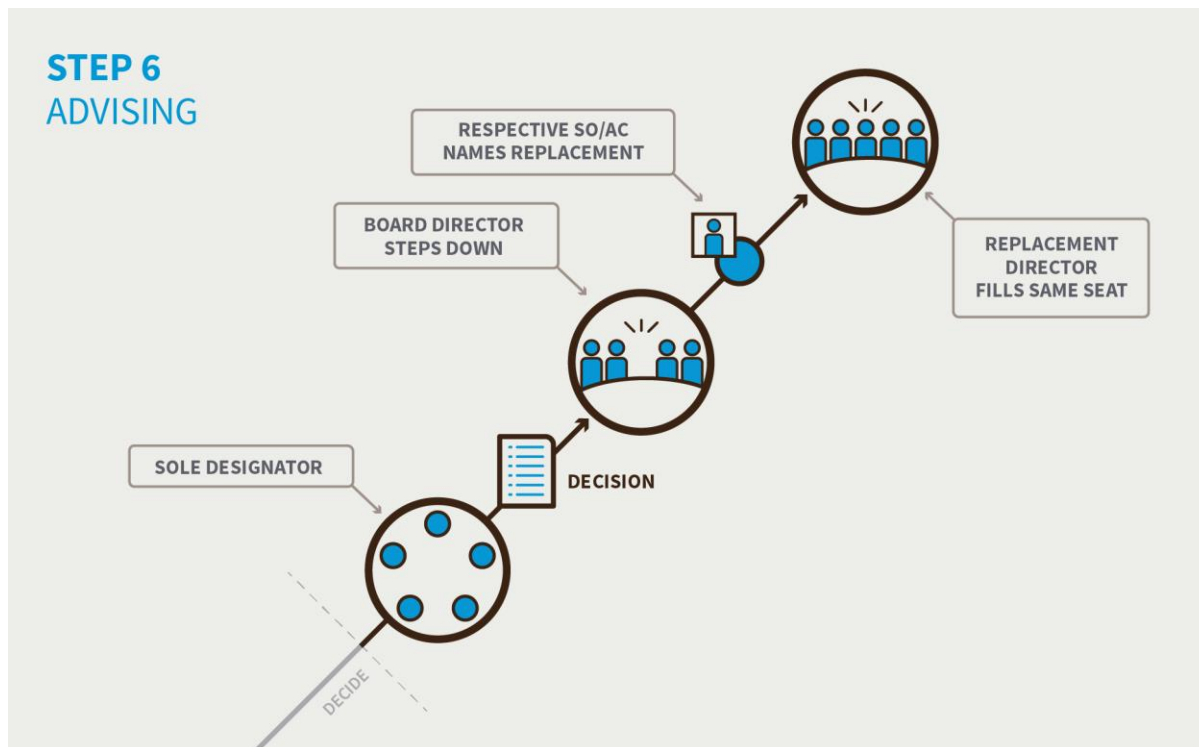 STEP 6
ADVISING
RESPECTIVE SO/AC
NAMES REPLACEMENT
BOARD DIRECTOR
STEPS DOWN
REPLACEMENT
DIRECTOR
FILLS SAME SEAT
SOLE DESIGNATOR
DECISION
DECIDE